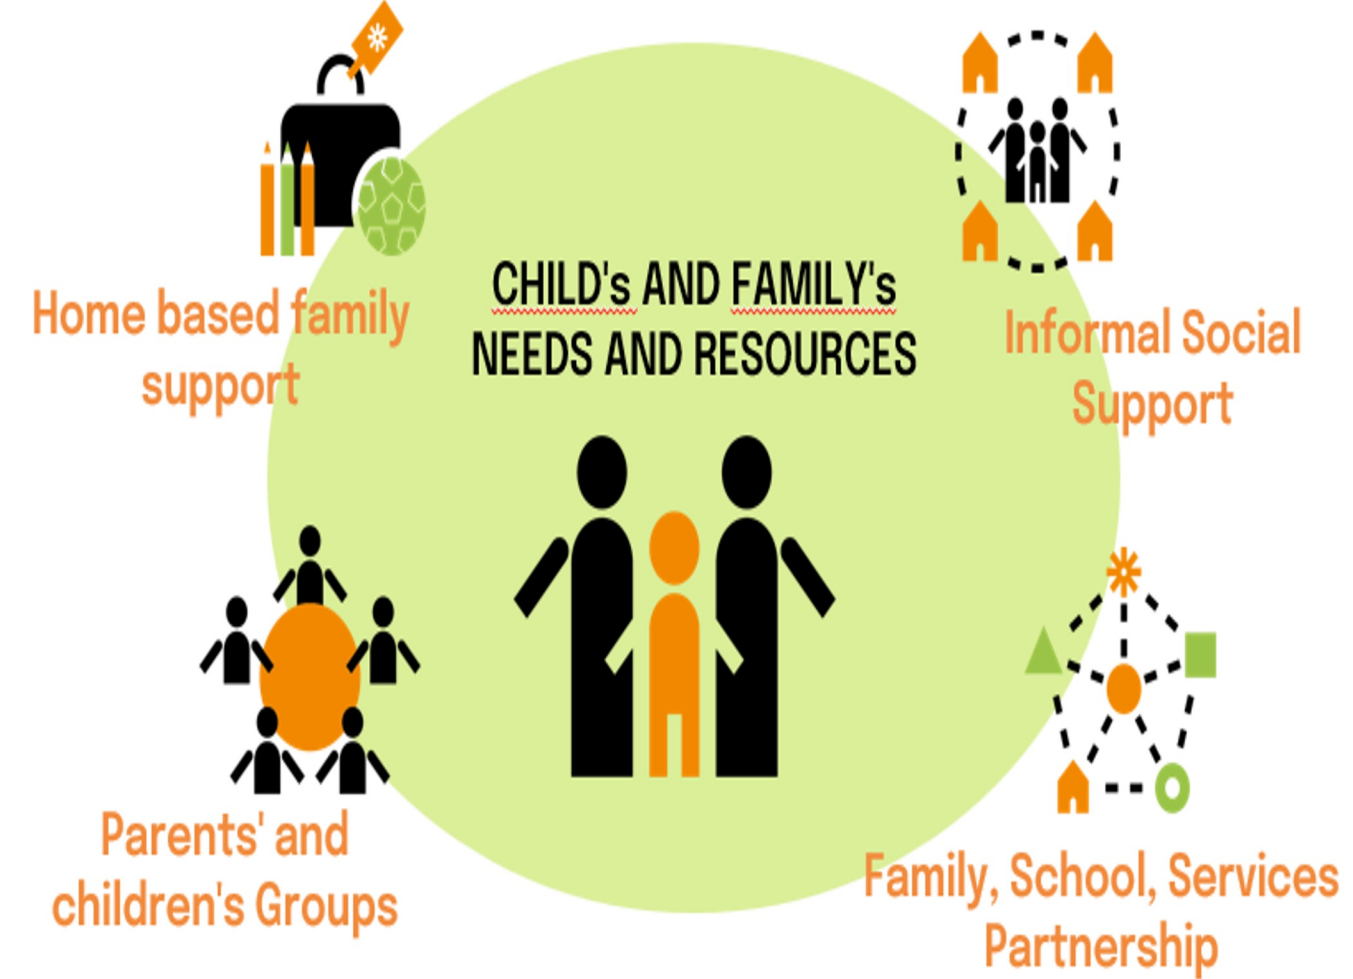 CHILD's AND FAMILY's
NEEDS AND RESOURCES
Home based family
support
Informal Social
Support
Parents' and
children's Groups
Family, School, Services
Partnership